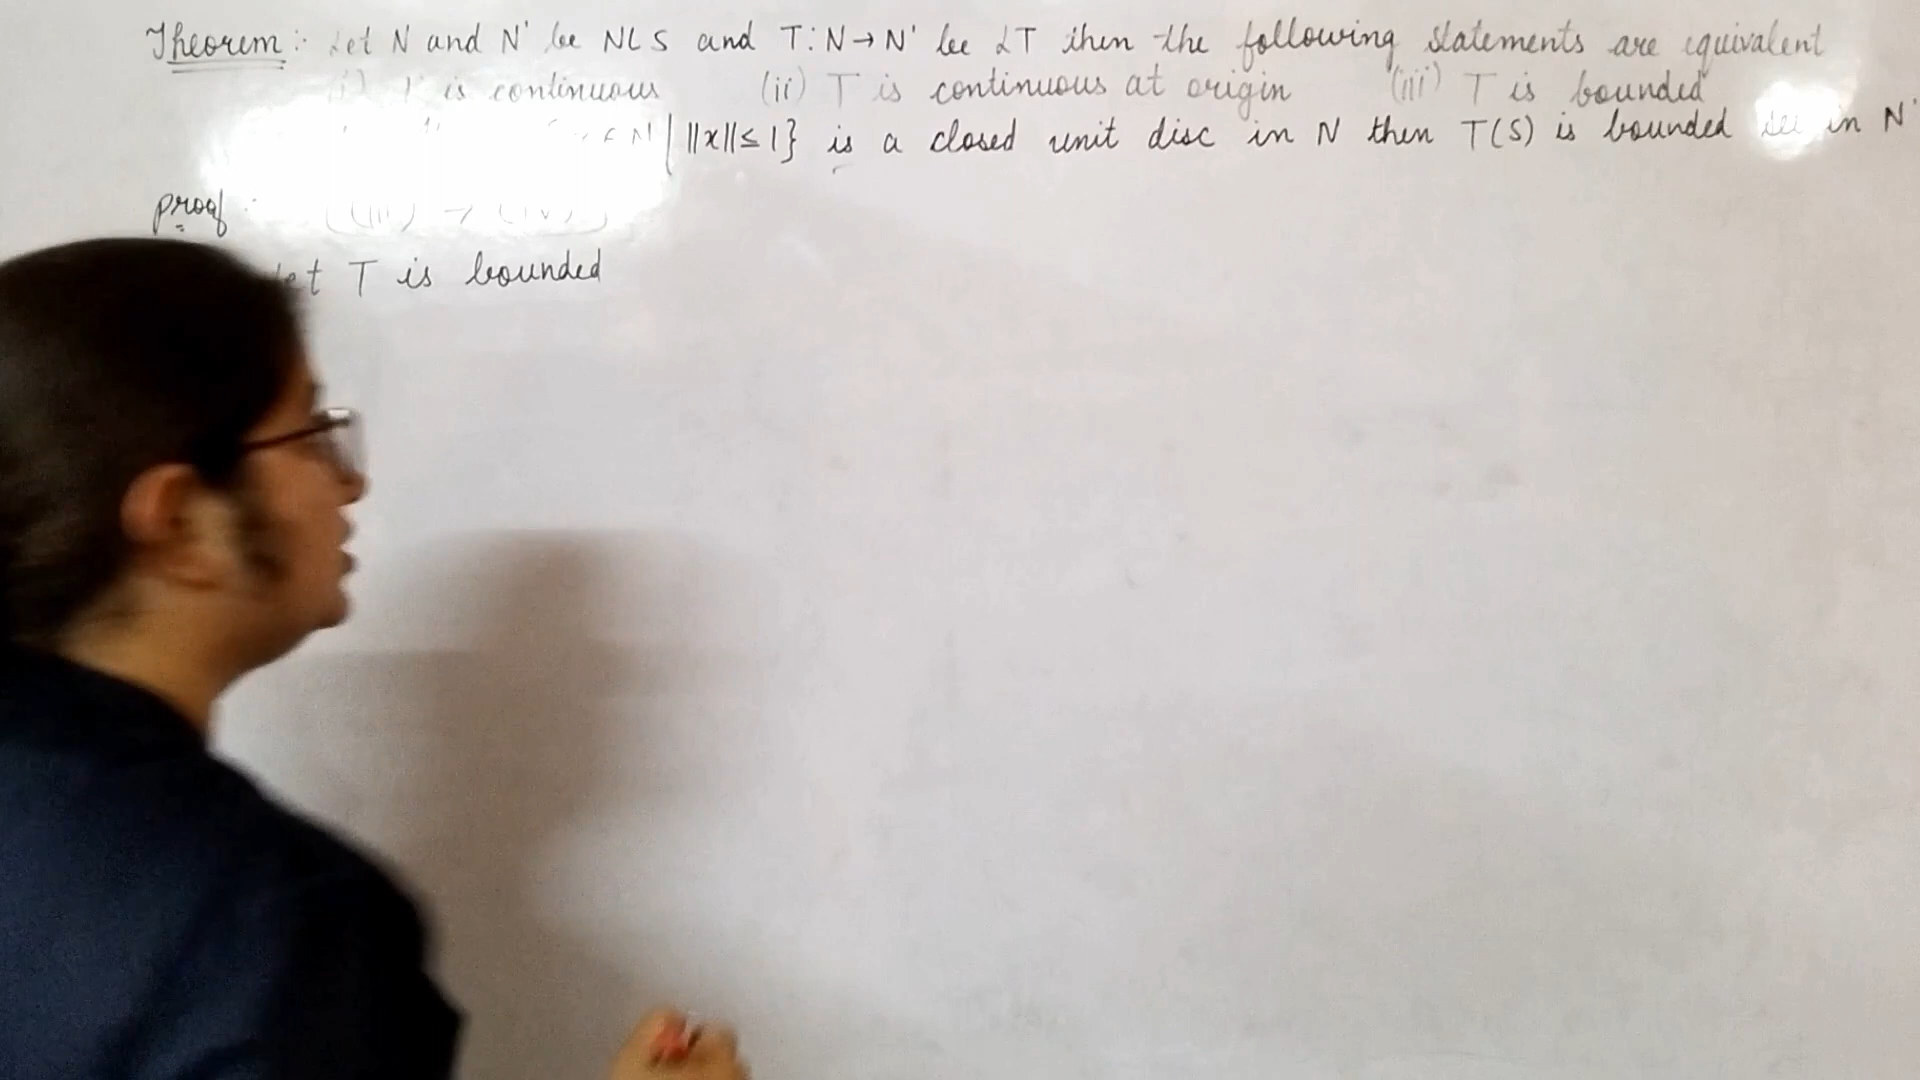 Theorem :- Let N and N' be NLS and T: N → N' be LT then the following statements are equivalent
(i) T is continuous (ii) T is continuous at origin (iii) T is bounded
N | ||x|| ≤ 1} is a closed unit disc in N then T(S) is bounded set in N'
proof : (iii) → (iv)
Let T is bounded